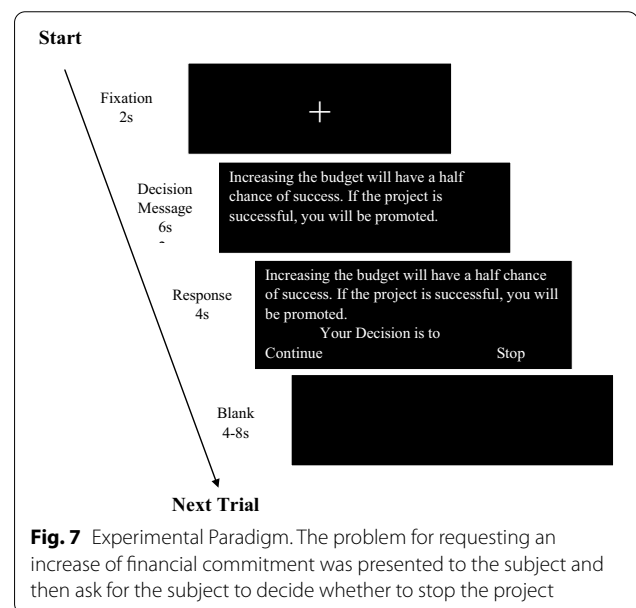 Start
Fixation
2s
Decision
Message
6s
Increasing the budget will have a half
chance of success. If the project is
successful, you will be promoted.
Response
4s
Increasing the budget will have a half chance
of success. If the project is successful, you will
be promoted.
Your Decision is to
Continue Stop
Blank
4-8s
Next Trial
Fig. 7 Experimental Paradigm. The problem for requesting an
increase of financial commitment was presented to the subject and
then ask for the subject to decide whether to stop the project